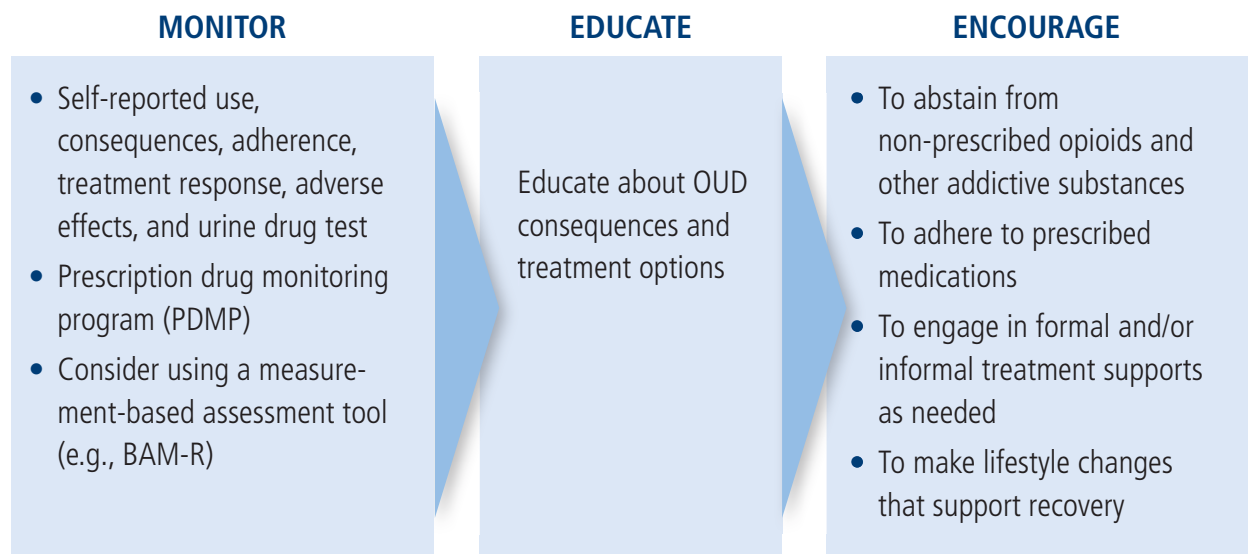 MONITOR
• Self-reported use,
consequences, adherence,
treatment response, adverse
effects, and urine drug test
• Prescription drug monitoring
program (PDMP)
• Consider using a measure-
ment-based assessment tool
(e.g., BAM-R)
EDUCATE
Educate about OUD
consequences and
treatment options
ENCOURAGE
• To abstain from
non-prescribed opioids and
other addictive substances
• To adhere to prescribed
medications
• To engage in formal and/or
informal treatment supports
as needed
• To make lifestyle changes
that support recovery